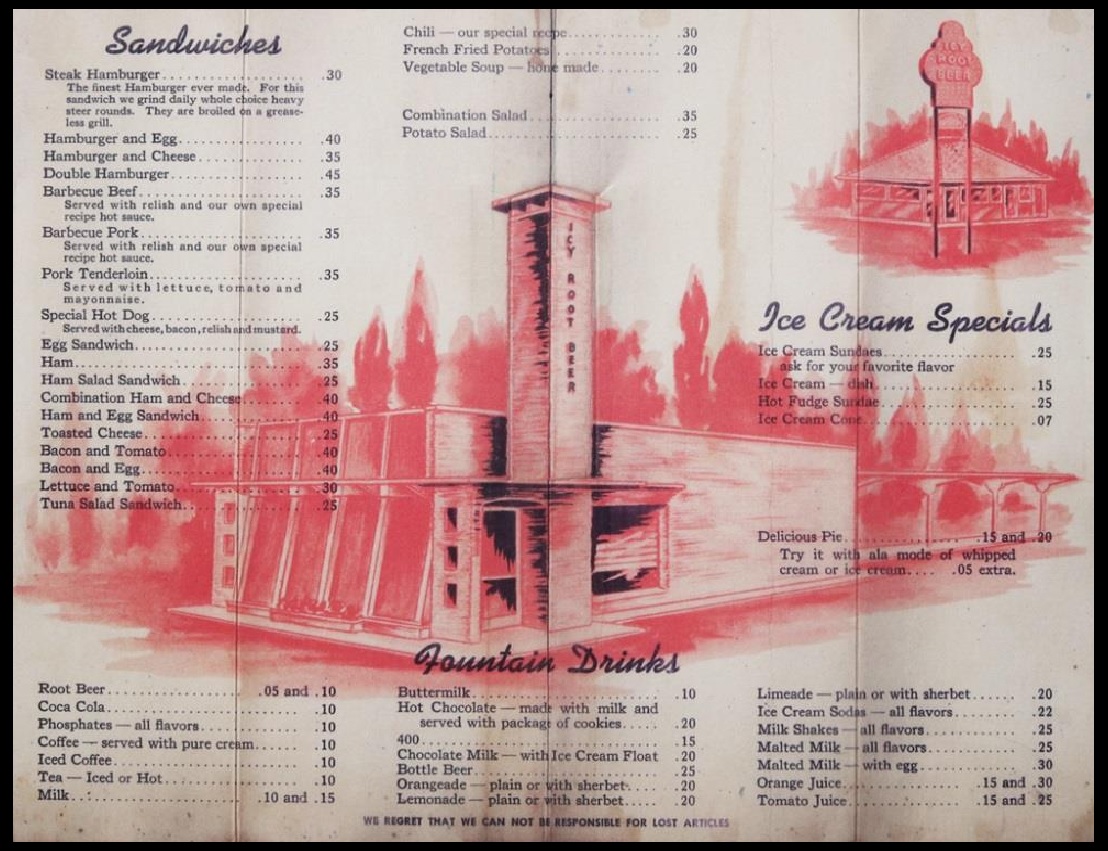 Sandwiches
Steak Hamburger.................... .30
The finest Hamburger ever made. For this
sandwich we grind daily whole choice heavy
steer rounds. They are broiled on a grease-
less grill.
Hamburger and Egg.................. .40
Hamburger and Cheese............... .35
Double Hamburger................... .45
Barbecue Beef...................... .35
Served with relish and our own special
recipe hot sauce.
Barbecue Pork...................... .35
Served with relish and our own special
recipe hot sauce.
Pork Tenderloin.................... .35
Served with lettuce, tomato and
mayonnaise.
Special Hot Dog.................... .25
Served with cheese, bacon, relish and mustard.
Egg Sandwich....................... .25
Ham................................ .35
Ham Salad Sandwich................. .25
Combination Ham and Cheese......... .40
Ham and Egg Sandwich............... .40
Toasted Cheese..................... .25
Bacon and Tomato................... .40
Bacon and Egg...................... .40
Lettuce and Tomato................. .30
Tuna Salad Sandwich................ .25
Chili — our special recipe......... .30
French Fried Potatoes.............. .20
Vegetable Soup — home made......... .20
Combination Salad.................. .35
Potato Salad....................... .25
ICY
ROOT
BEER
ICY ROOT BEER
Ice Cream Specials
Ice Cream Sundaes.................. .25
ask for your favorite flavor
Ice Cream — dish................... .15
Hot Fudge Sundae................... .25
Ice Cream Cone..................... .07
Delicious Pie................. .15 and .20
Try it with ala mode of whipped
cream or ice cream.... .05 extra.
Fountain Drinks
Root Beer..................... .05 and .10
Coca Cola.......................... .10
Phosphates — all flavors........... .10
Coffee — served with pure cream...... .10
Iced Coffee........................ .10
Tea — Iced or Hot.................. .10
Milk.......................... .10 and .15
Buttermilk......................... .10
Hot Chocolate — made with milk and
served with package of cookies..... .20
400................................ .15
Chocolate Milk — with Ice Cream Float .20
Bottle Beer........................ .25
Orangeade — plain or with sherbet..... .20
Lemonade — plain or with sherbet..... .20
Limeade — plain or with sherbet...... .20
Ice Cream Sodas — all flavors........ .22
Milk Shakes — all flavors........... .25
Malted Milk — all flavors........... .25
Malted Milk — with egg.............. .30
Orange Juice.................. .15 and .30
Tomato Juice.................. .15 and .25
WE REGRET THAT WE CAN NOT BE RESPONSIBLE FOR LOST ARTICLES